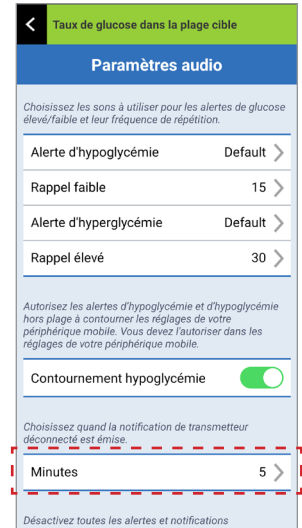 Taux de glucose dans la plage cible
Paramètres audio
Choisissez les sons à utiliser pour les alertes de glucose
élevé/faible et leur fréquence de répétition.
Alerte d'hypoglycémie Default
Rappel faible 15
Alerte d'hyperglycémie Default
Rappel élevé 30
Autorisez les alertes d'hypoglycémie et d'hypoglycémie
hors plage à contourner les réglages de votre
périphérique mobile. Vous devez l'autoriser dans les
réglages de votre périphérique mobile.
Contournement hypoglycémie
Choisissez quand la notification de transmetteur
déconnecté est émise.
Minutes 5
Désactivez toutes les alertes et notifications